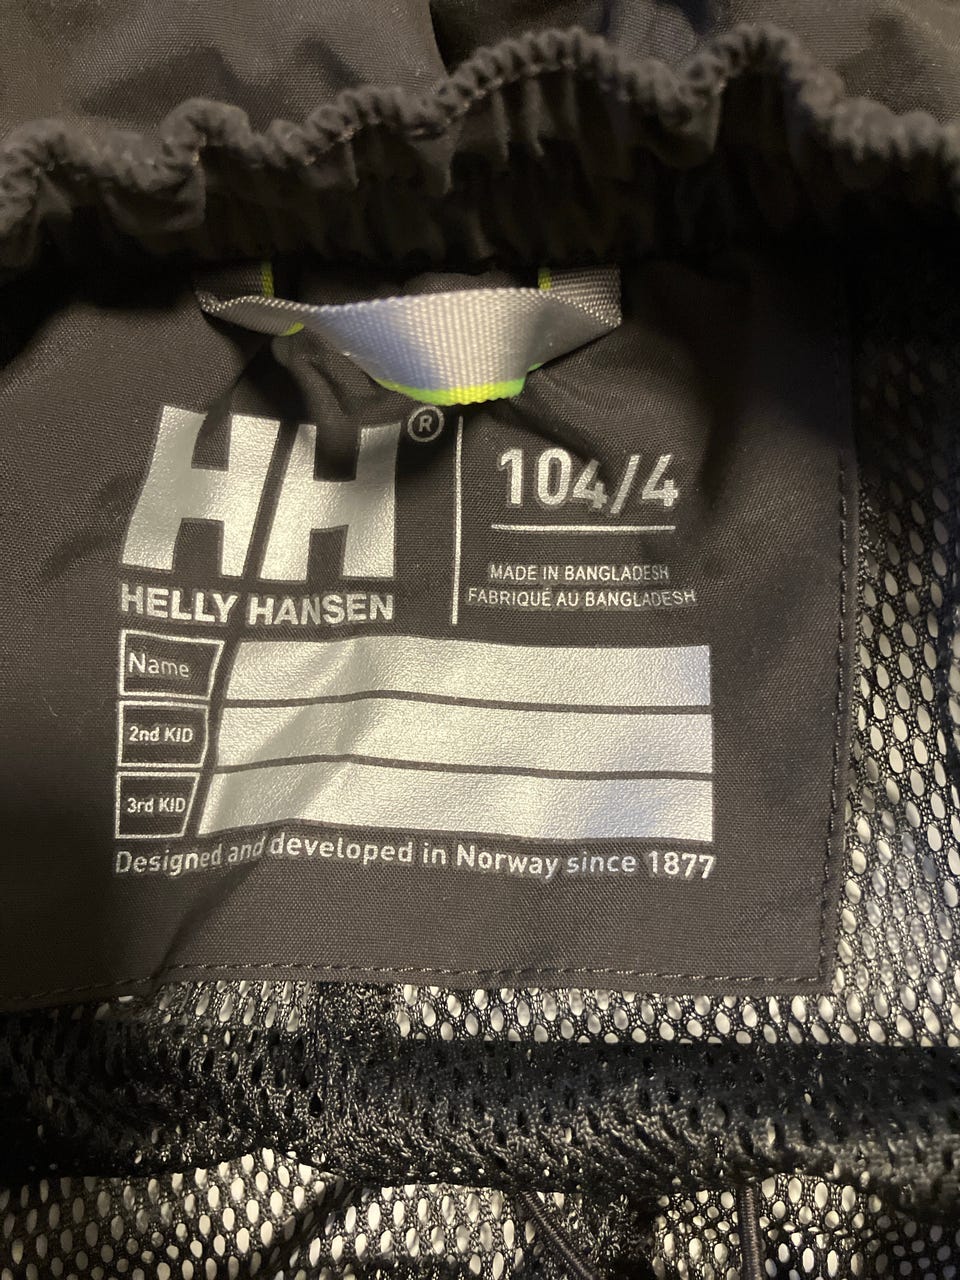 HH®
HELLY HANSEN
104/4
MADE IN BANGLADESH
FABRIQUÉ AU BANGLADESH
Name
2nd KID
3rd KID
Designed and developed in Norway since 1877